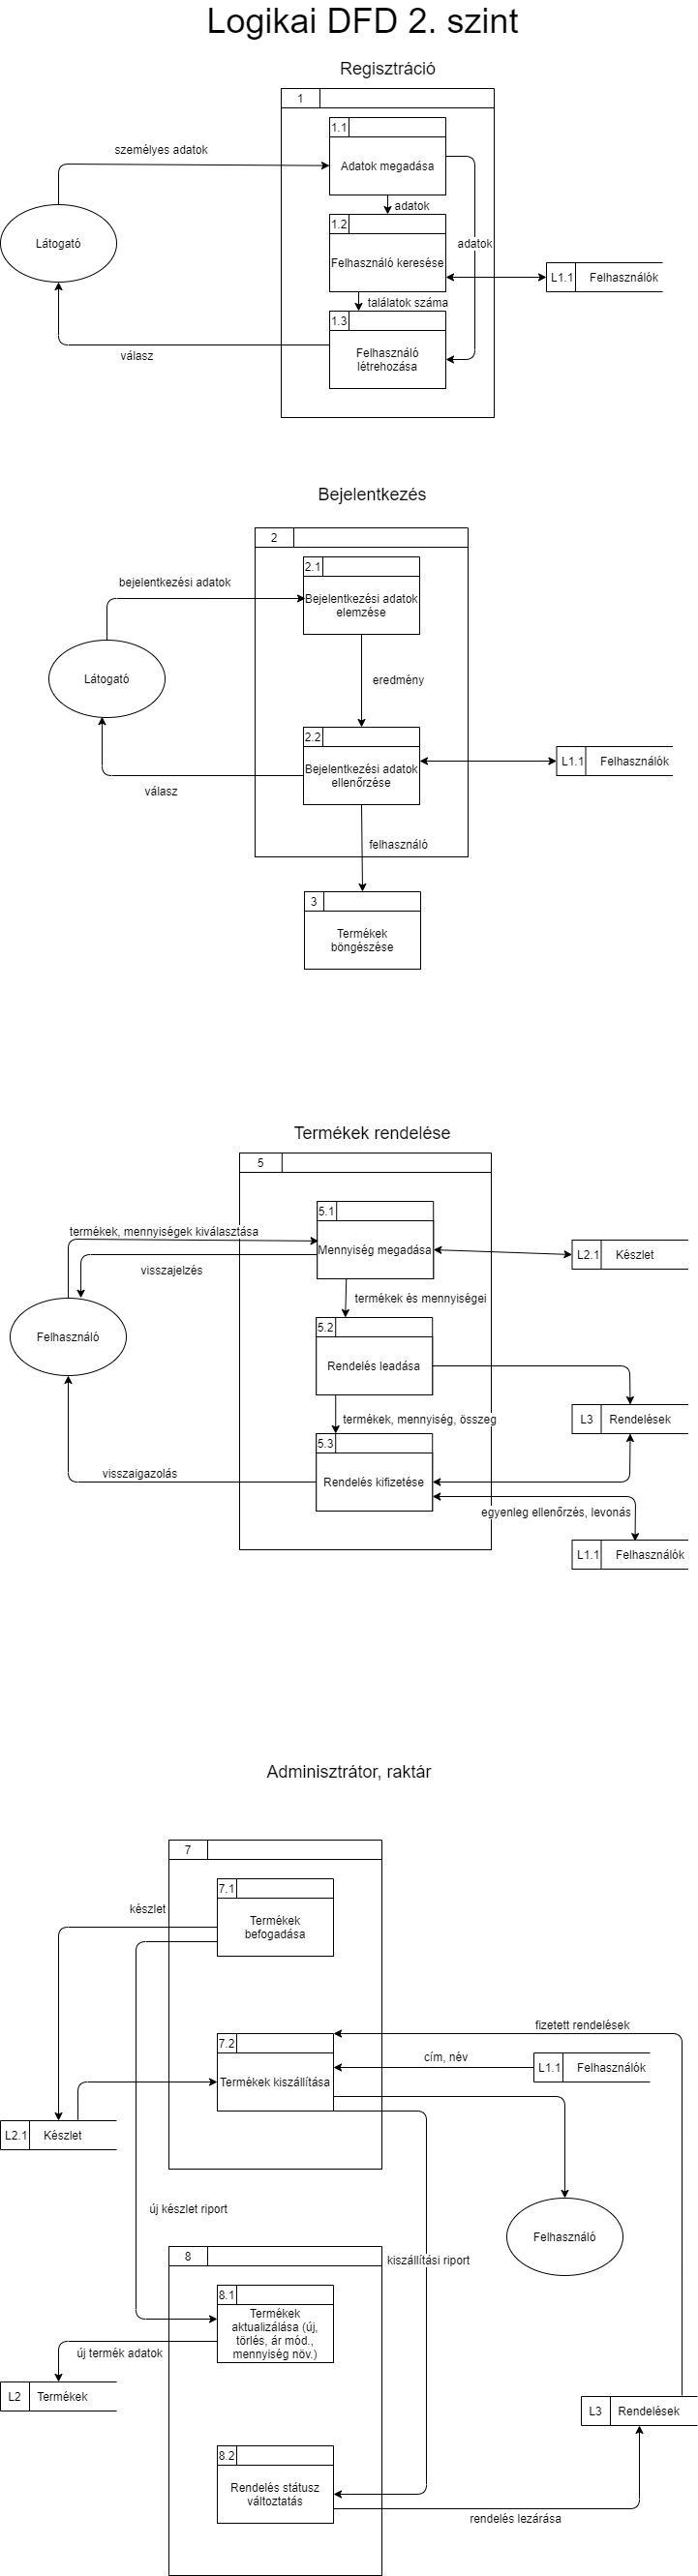 Logikai DFD 2. szint
Regisztráció
1
1.1
Adatok megadása
személyes adatok
Látogató
adatok
1.2
Felhasználó keresése
adatok
L1.1
Felhasználók
találatok száma
1.3
Felhasználó
létrehozása
válasz
Bejelentkezés
2
2.1
Bejelentkezési adatok
elemzése
bejelentkezési adatok
Látogató
eredmény
2.2
Bejelentkezési adatok
ellenőrzése
L1.1
Felhasználók
válasz
felhasználó
3
Termékek
böngészése
Termékek rendelése
5
5.1
Mennyiség megadása
termékek, mennyiségek kiválasztása
visszajelzés
L2.1
Készlet
termékek és mennyiségei
Felhasználó
5.2
Rendelés leadása
L3
Rendelések
termékek, mennyiség, összeg
5.3
Rendelés kifizetése
visszaigazolás
egyenleg ellenőrzés, levonás
L1.1
Felhasználók
Adminisztrátor, raktár
7
7.1
Termékek
befogadása
készlet
fizetett rendelések
7.2
Termékek kiszállítása
cím, név
L1.1
Felhasználók
L2.1
Készlet
új készlet riport
Felhasználó
8
kiszállítási riport
8.1
Termékek
aktualizálása (új,
törlés, ár mód.,
mennyiség növ.)
új termék adatok
L2
Termékek
L3
Rendelések
8.2
Rendelés státusz
változtatás
rendelés lezárása